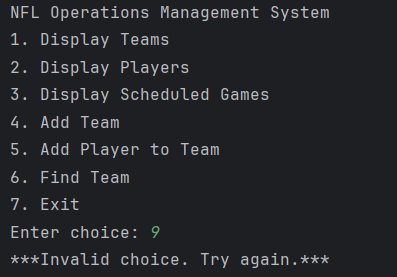 NFL Operations Management System
1. Display Teams
2. Display Players
3. Display Scheduled Games
4. Add Team
5. Add Player to Team
6. Find Team
7. Exit
Enter choice: 9
***Invalid choice. Try again.***